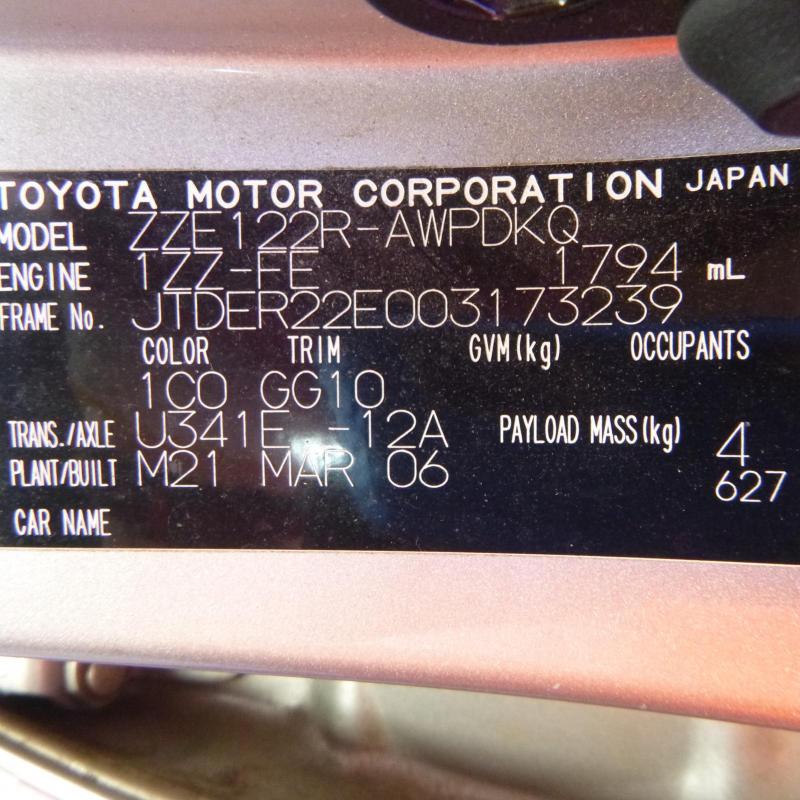 TOYOTA MOTOR CORPORATION JAPAN
MODEL ZZE122R-AWPDKQ
ENGINE 1ZZ-FE 1794 mL
FRAME No. JTDER22E003173239
COLOR TRIM GVM(kg) OCCUPANTS
1C0 GG10
TRANS./AXLE U341E -12A PAYLOAD MASS(kg) 4
PLANT/BUILT M21 MAR 06 627
CAR NAME